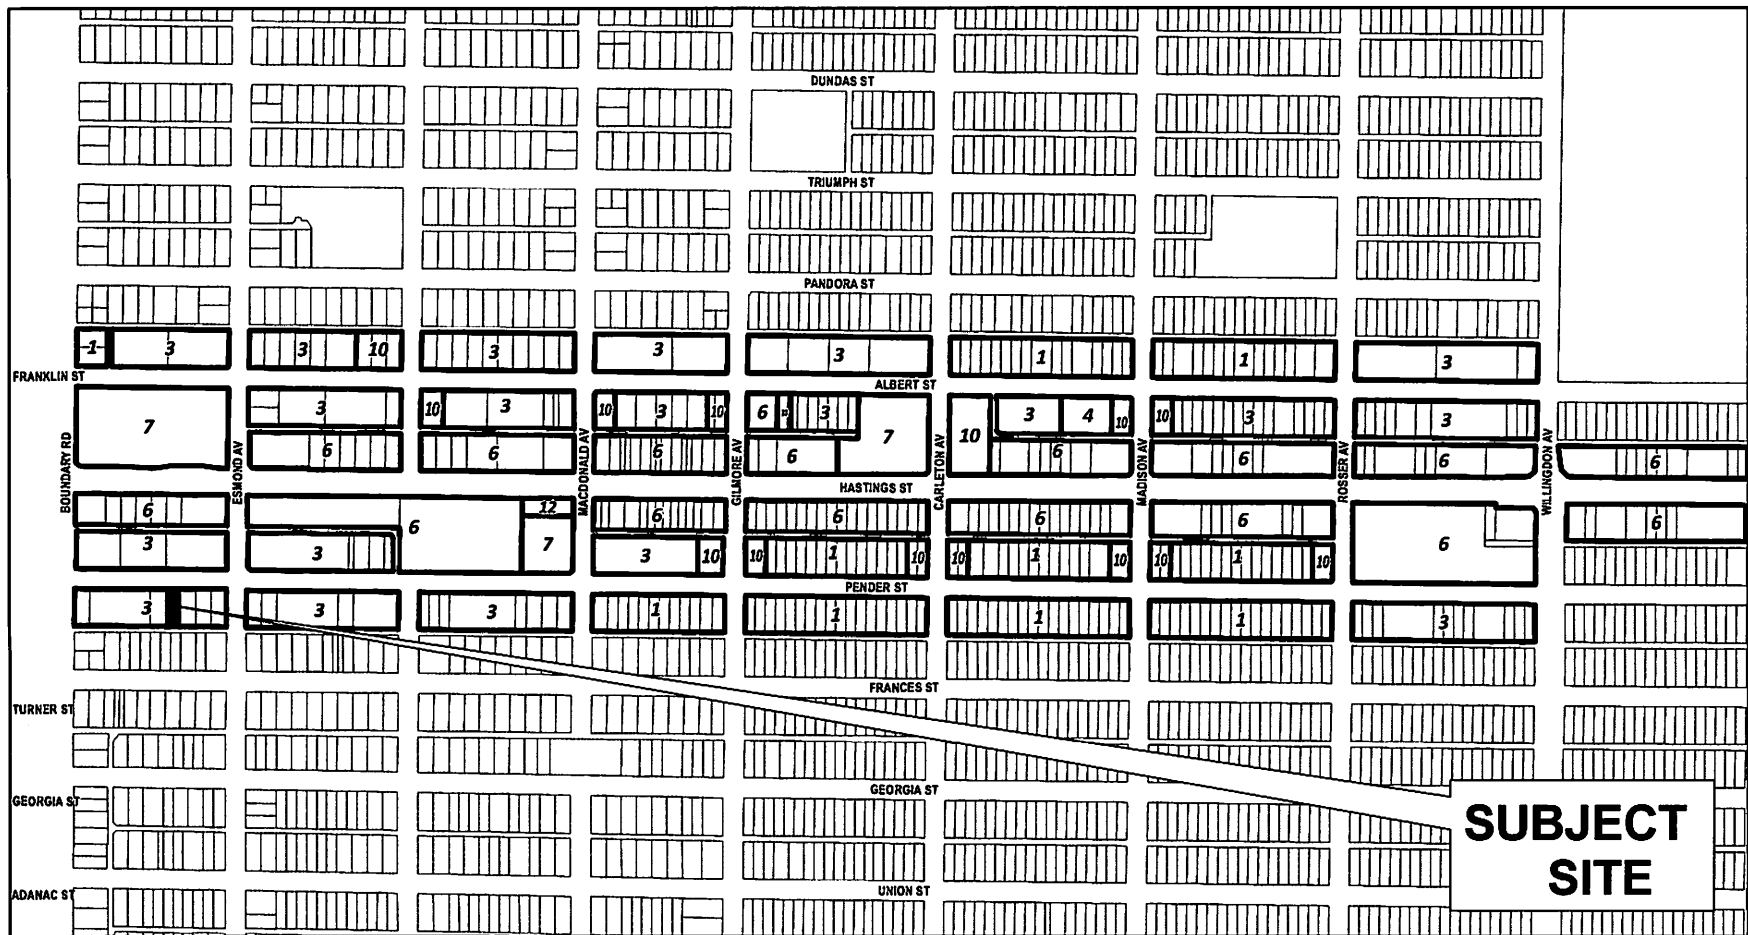 DUNDAS ST
TRIUMPH ST
PANDORA ST
1 3 3 10 3 3 3 1 1 3
FRANKLIN ST
ALBERT ST
7 3 10 3 10 3 10 6 3 7 10 3 4 10 10 3 3
6 6 6 6 6 6 6 6
BOUNDARY RD
ESMOND AV
MACDONALD AV
GILMORE AV
CARLETON AV
MADISON AV
ROSSER AV
WILLINGDON AV
HASTINGS ST
6 6 12 6 6 6 6 6 6
3 3 7 3 10 10 1 10 10 1 10 10 1 10
PENDER ST
3 3 3 1 1 1 1 3
FRANCES ST
TURNER ST
GEORGIA ST
GEORGIA ST
SUBJECT
SITE
ADANAC ST
UNION ST